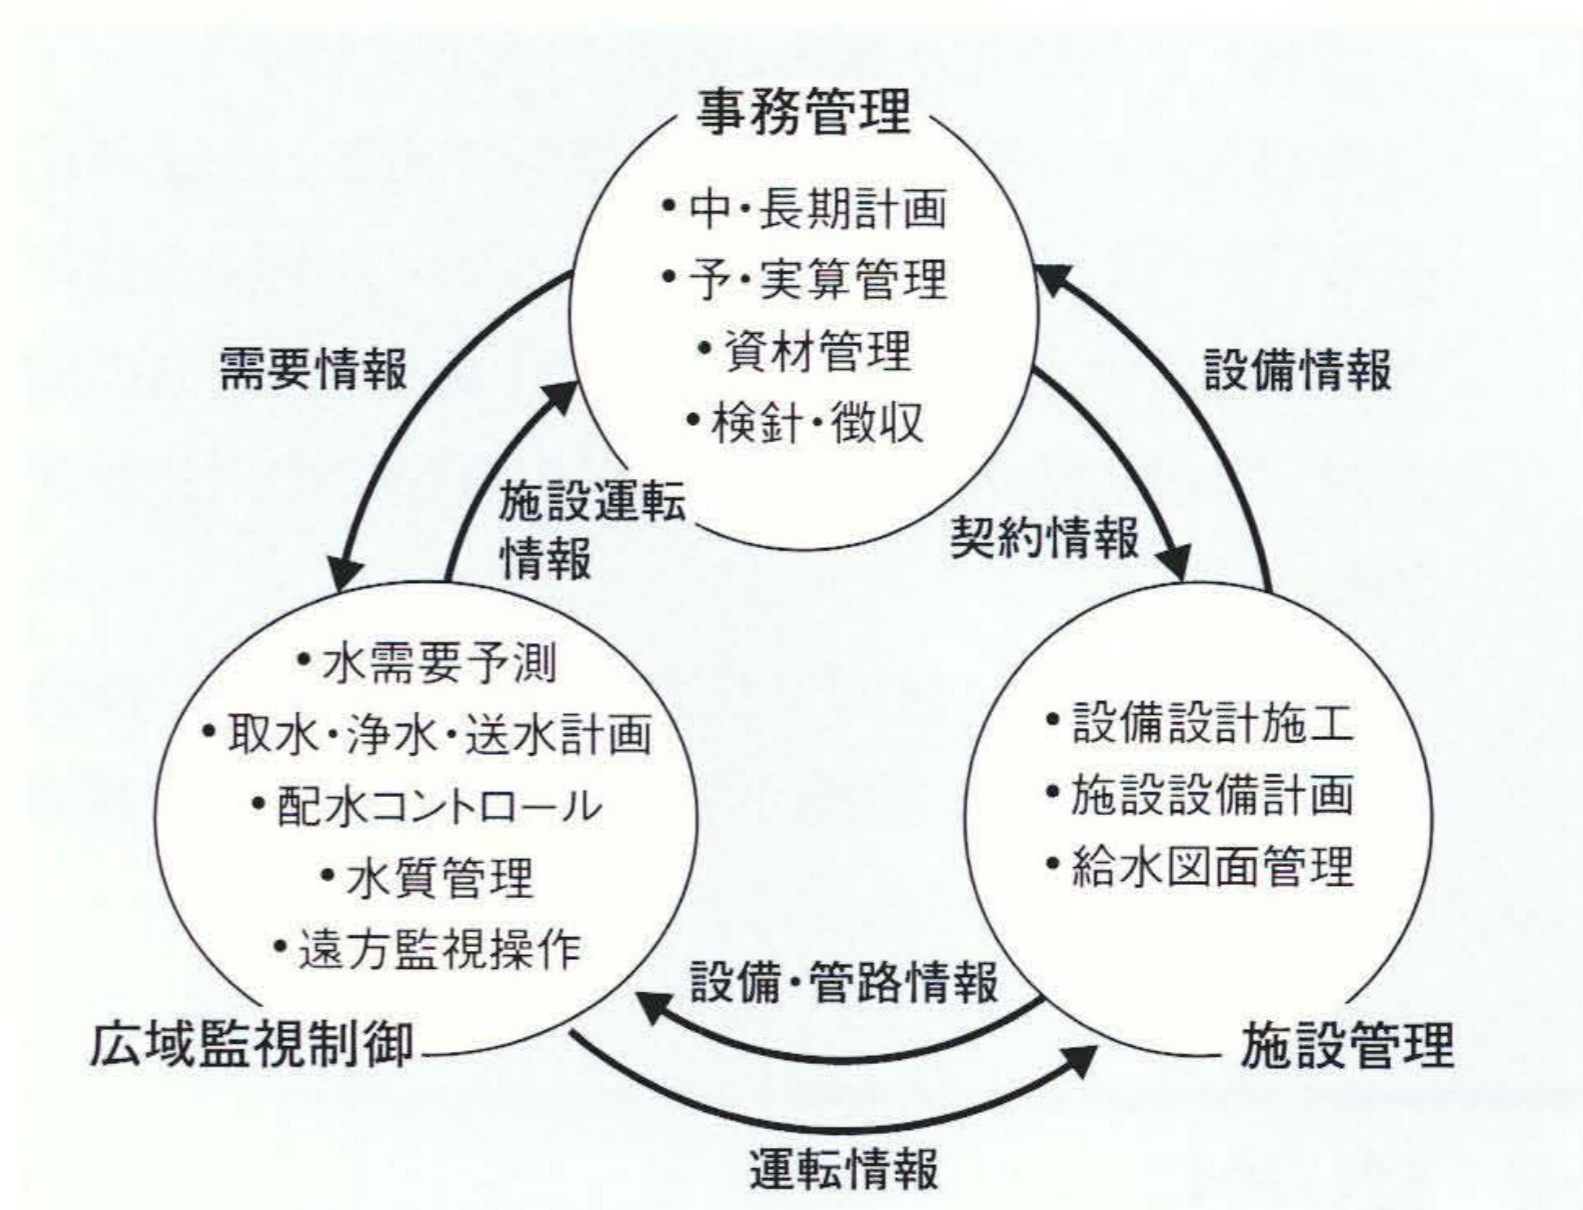 事務管理
•中・長期計画
•予・実算管理
•資材管理
•検針・徴収
需要情報
設備情報
施設運転
情報
契約情報
•水需要予測
•取水・浄水・送水計画
•配水コントロール
•水質管理
•遠方監視操作
広域監視制御
•設備設計施工
•施設設備計画
•給水図面管理
施設管理
設備・管路情報
運転情報